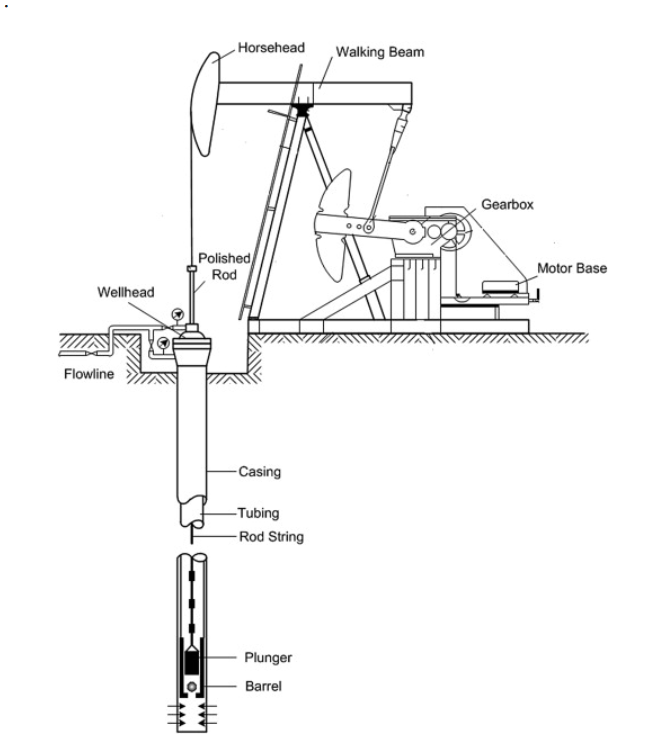 Horsehead
Walking Beam
Gearbox
Polished
Rod
Motor Base
Wellhead
Flowline
Casing
Tubing
Rod String
Plunger
Barrel